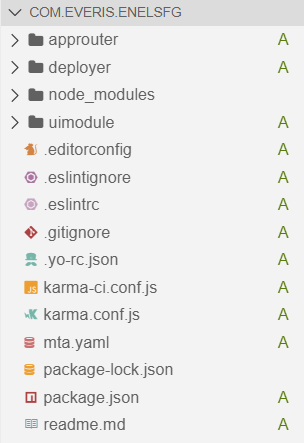 COM.EVERIS.ENELSFG
approuter A
deployer A
node_modules
uimodule A
.editorconfig A
.eslintignore A
.eslintrc A
.gitignore A
.yo-rc.json A
JS karma-ci.conf.js A
karma.conf.js A
mta.yaml A
package-lock.json
package.json A
readme.md A